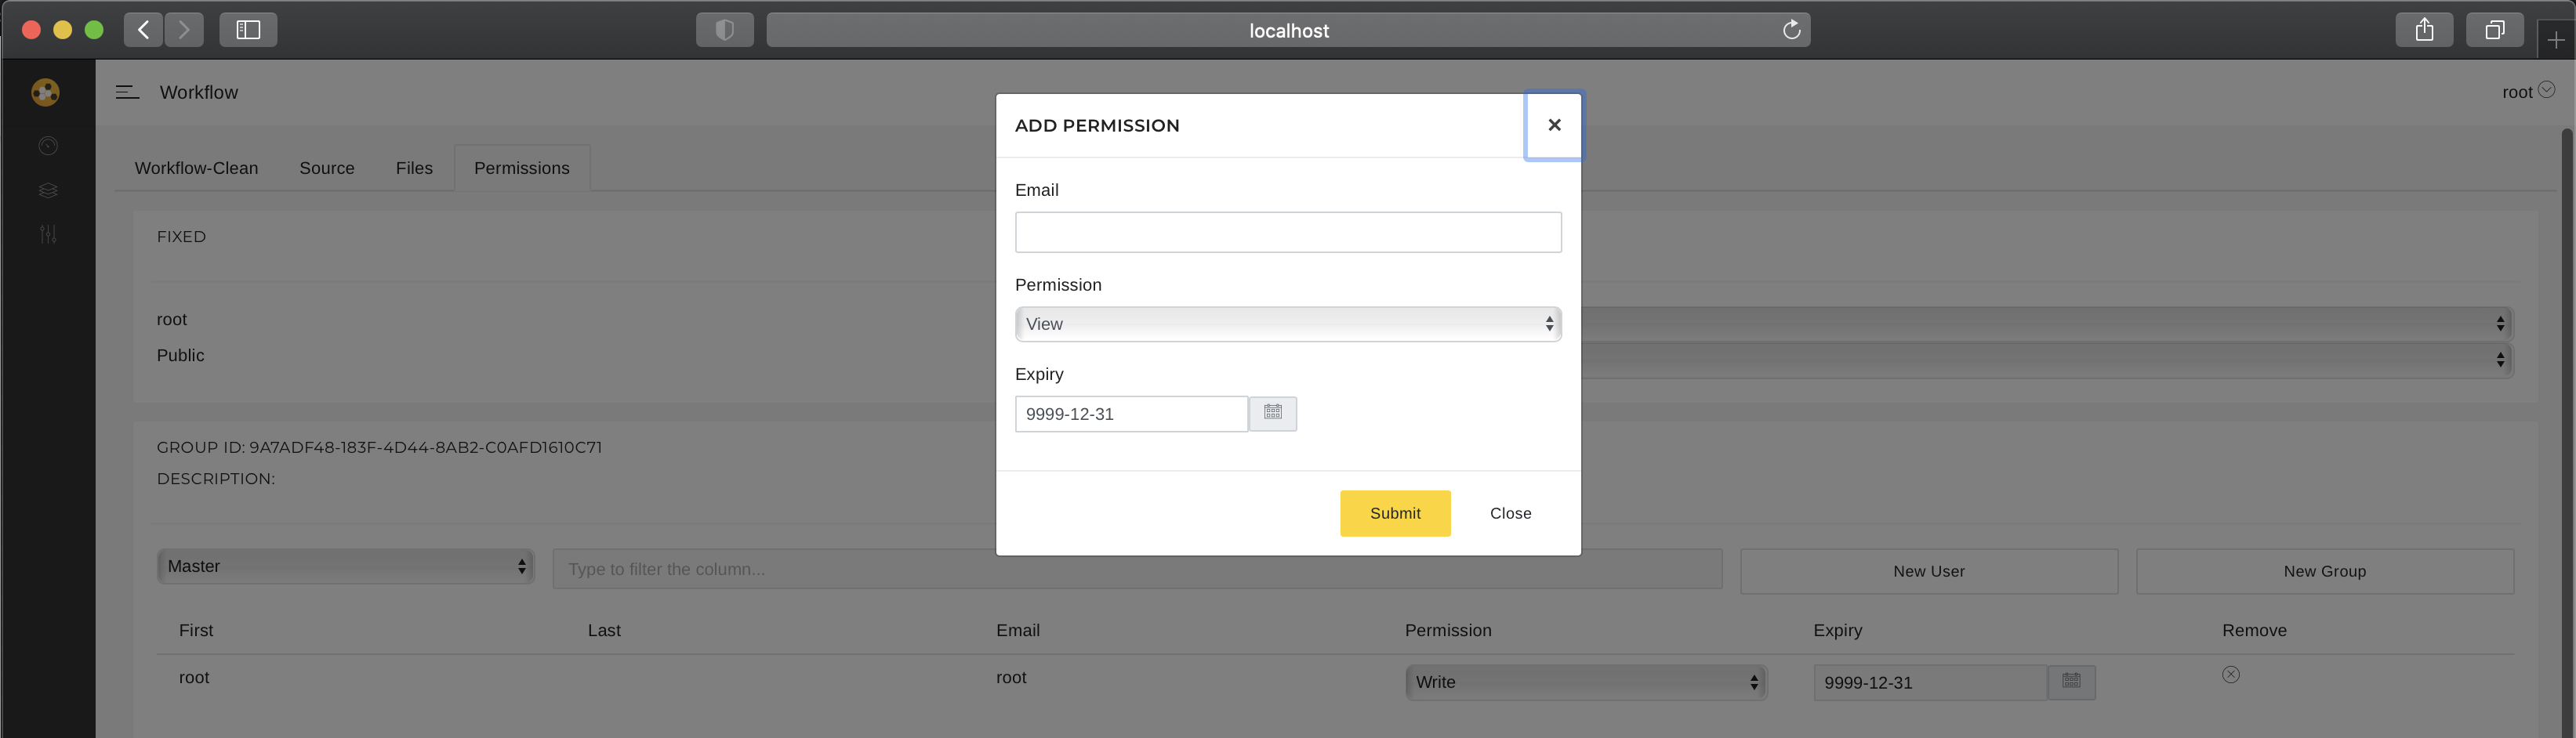 localhost
Workflow
root
Workflow-Clean Source Files Permissions
FIXED
root
Public
GROUP ID: 9A7ADF48-183F-4D44-8AB2-C0AFD1610C71
DESCRIPTION:
Master Type to filter the column... New User New Group
First Last Email Permission Expiry Remove
root root Write 9999-12-31
ADD PERMISSION
Email
Permission
View
Expiry
9999-12-31
Submit Close